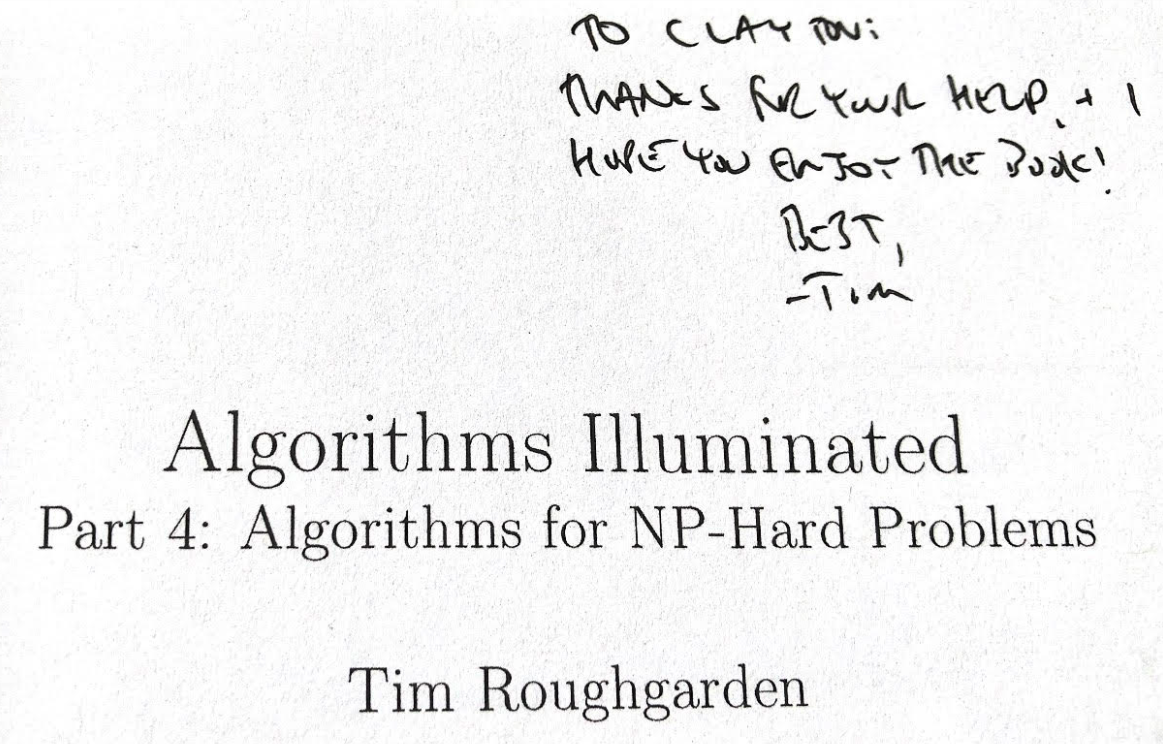 TO CLAYTON:
THANKS FOR YOUR HELP, + I
HOPE YOU ENJOY THE BOOK!
BEST,
-TIM
Algorithms Illuminated
Part 4: Algorithms for NP-Hard Problems
Tim Roughgarden